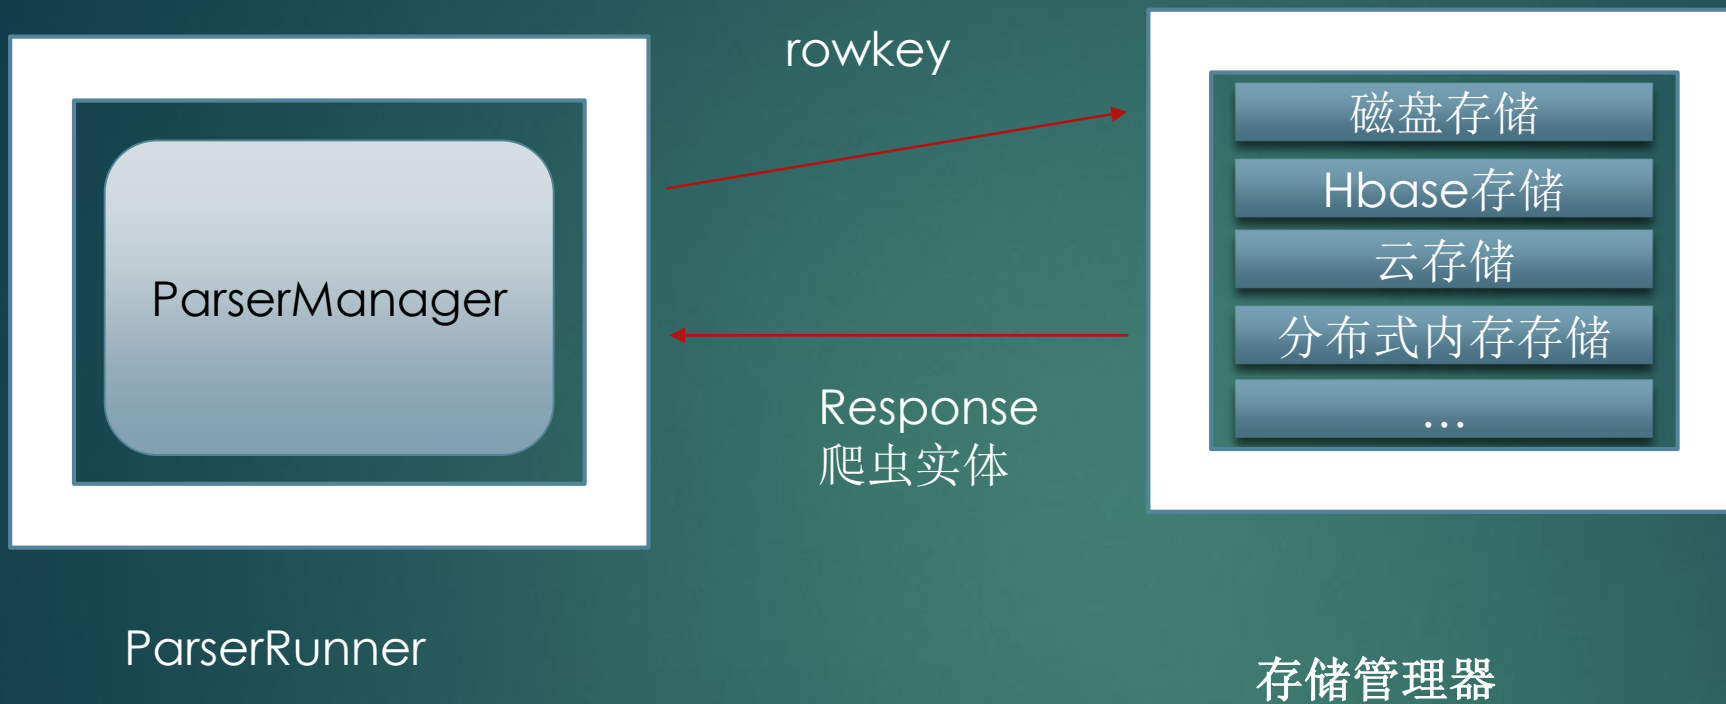 rowkey
ParserManager
磁盘存储
Hbase存储
云存储
分布式内存存储
...
Response
爬虫实体
ParserRunner
存储管理器